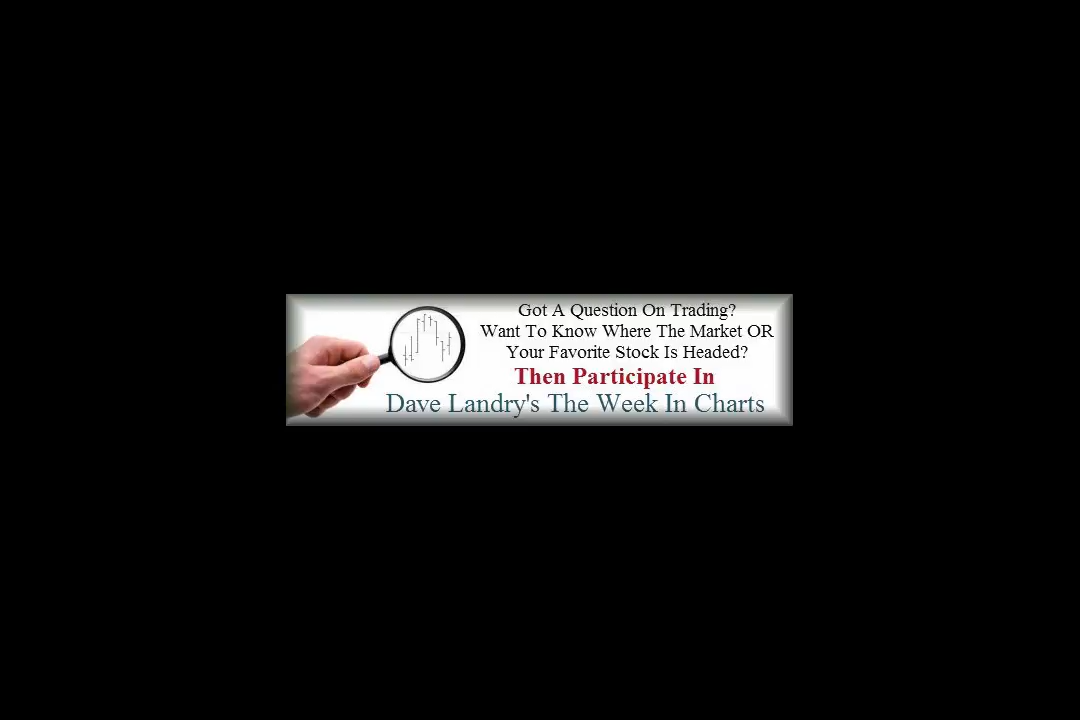 Got A Question On Trading?
Want To Know Where The Market OR
Your Favorite Stock Is Headed?
Then Participate In
Dave Landry's The Week In Charts